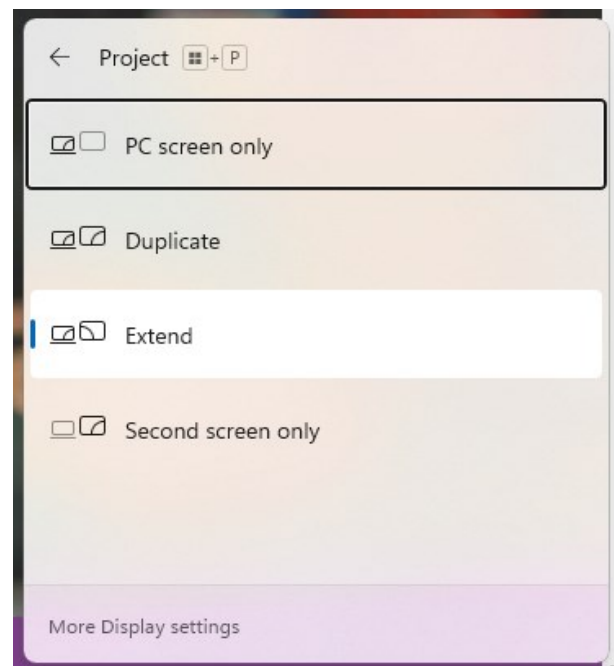 Project + P
PC screen only
Duplicate
Extend
Second screen only
More Display settings